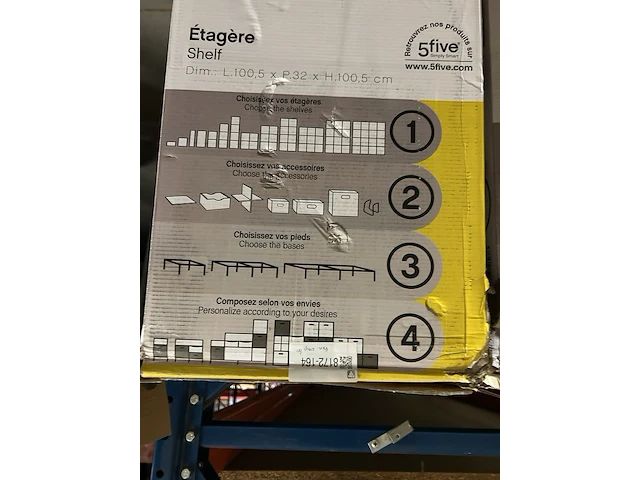 Étagère
Shelf
Dim.: L.100,5 x P.32 x H.100,5 cm
Retrouvez nos produits sur
5five®
Simply Smart
www.5five.com
Choisissez vos étagères
Choose the shelves
1
Choisissez vos accessoires
Choose the accessories
2
Choisissez vos pieds
Choose the bases
3
Composez selon vos envies
Personalize according to your desires
4
8172-164